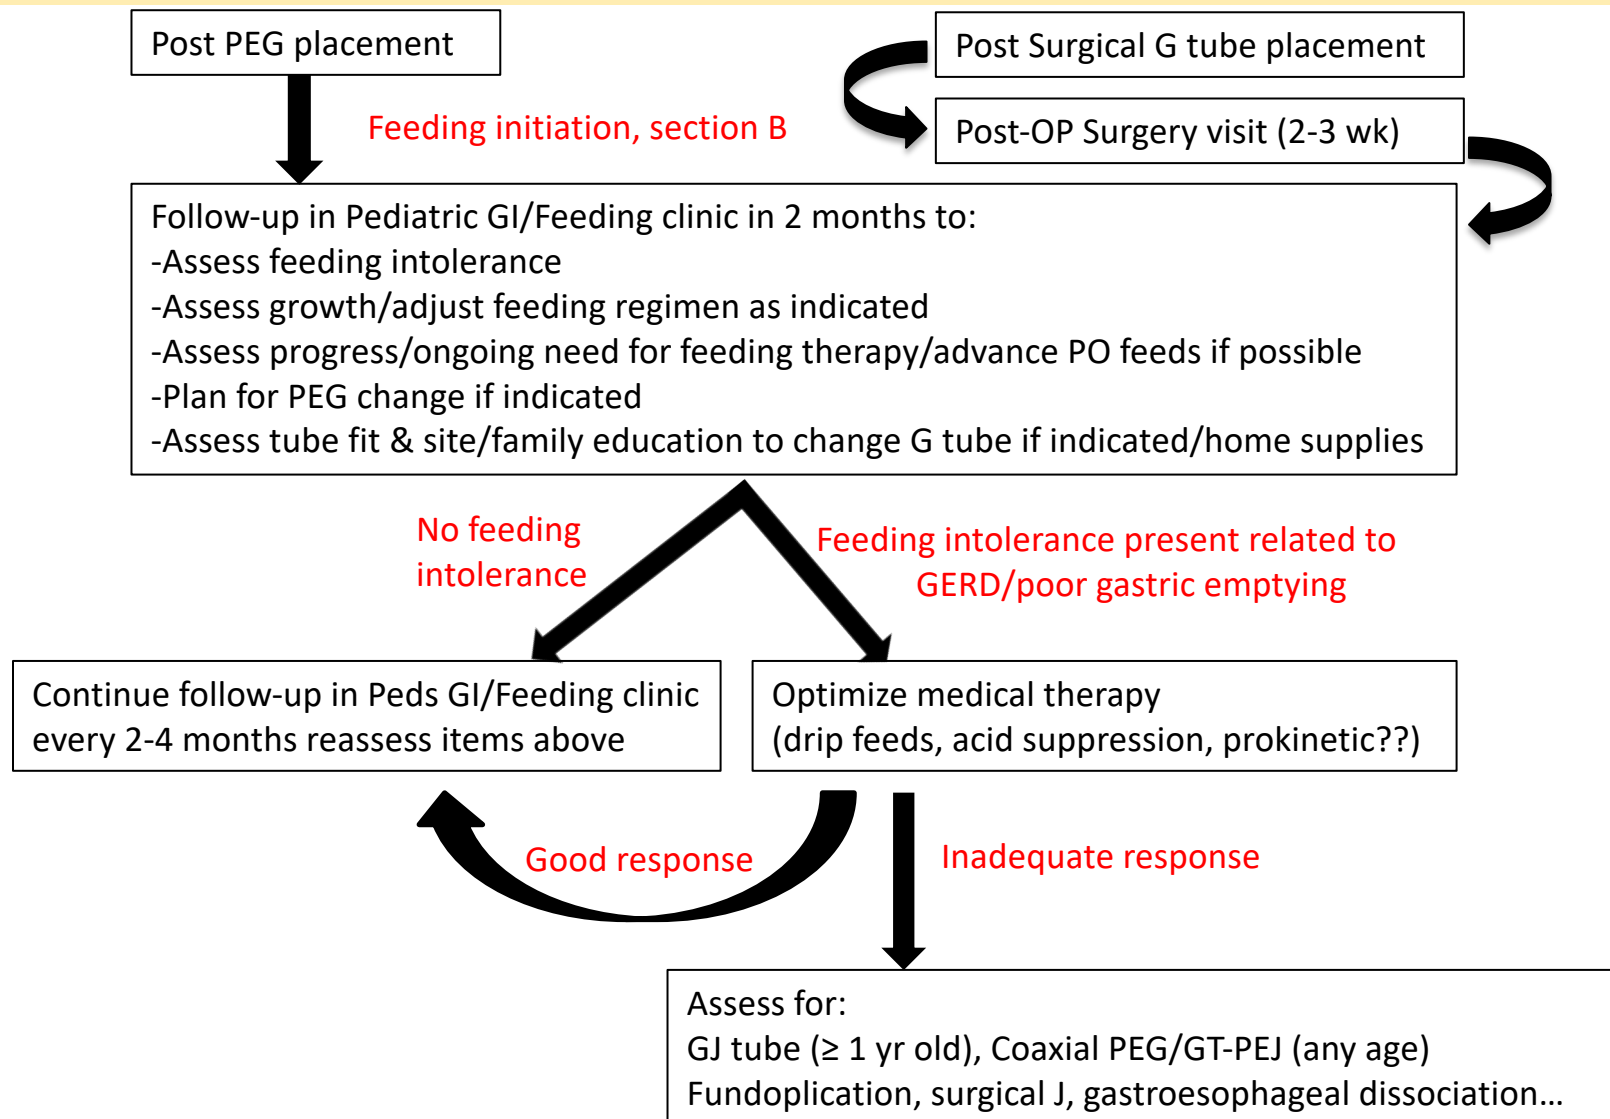 Post PEG placement
Post Surgical G tube placement
Feeding initiation, section B
Post-OP Surgery visit (2-3 wk)
Follow-up in Pediatric GI/Feeding clinic in 2 months to:
-Assess feeding intolerance
-Assess growth/adjust feeding regimen as indicated
-Assess progress/ongoing need for feeding therapy/advance PO feeds if possible
-Plan for PEG change if indicated
-Assess tube fit & site/family education to change G tube if indicated/home supplies
No feeding
intolerance
Feeding intolerance present related to
GERD/poor gastric emptying
Continue follow-up in Peds GI/Feeding clinic
every 2-4 months reassess items above
Optimize medical therapy
(drip feeds, acid suppression, prokinetic??)
Good response
Inadequate response
Assess for:
GJ tube (≥ 1 yr old), Coaxial PEG/GT-PEJ (any age)
Fundoplication, surgical J, gastroesophageal dissociation…